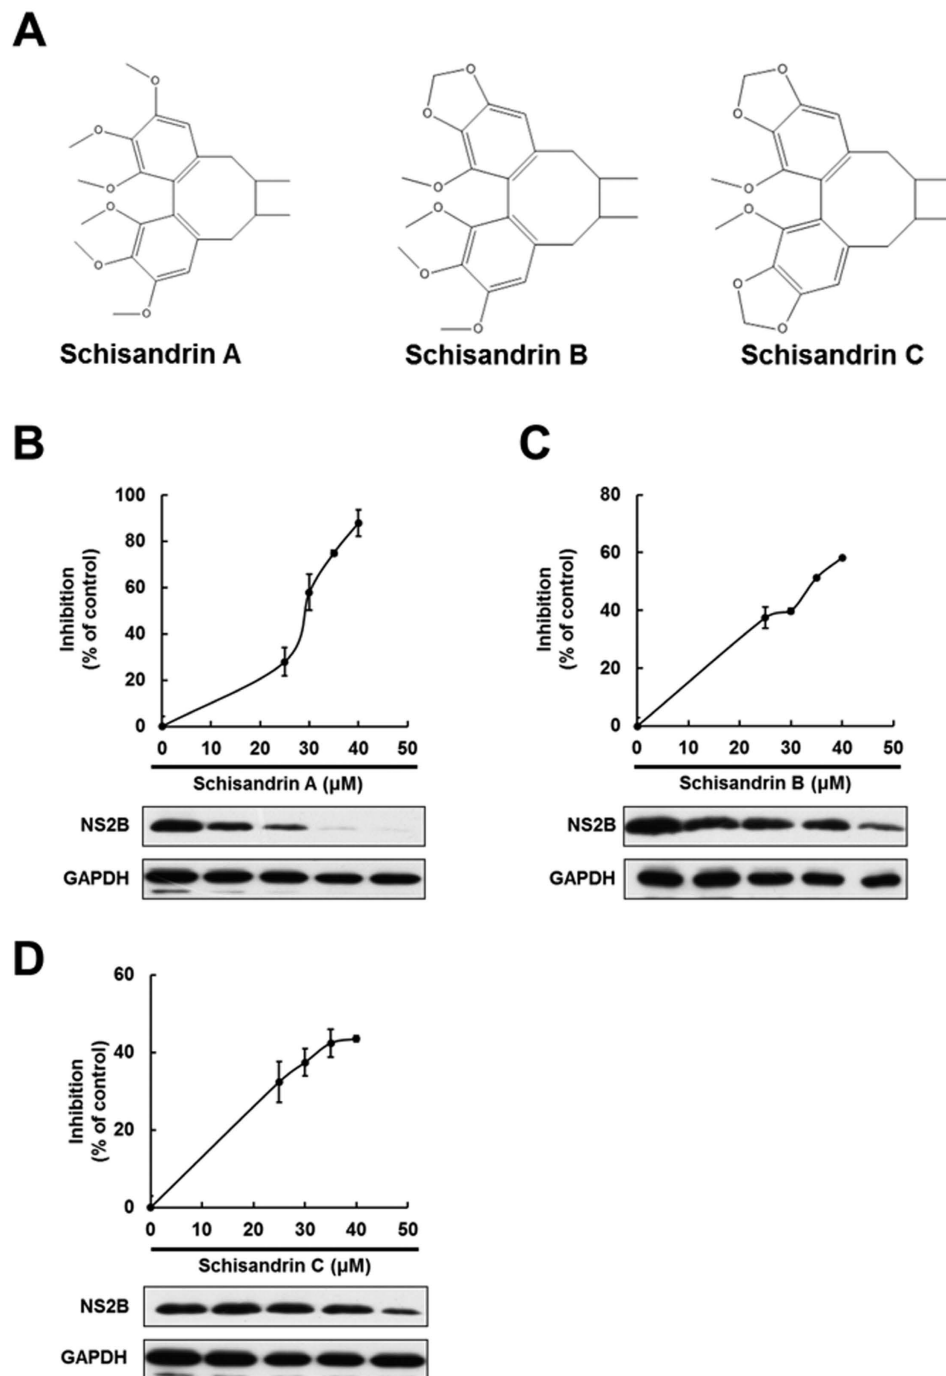 A
Schisandrin A
Schisandrin B
Schisandrin C
B
Inhibition
(% of control)
100
80
60
40
20
0
0 10 20 30 40 50
Schisandrin A (μM)
NS2B
GAPDH
C
Inhibition
(% of control)
80
60
40
20
0
0 10 20 30 40 50
Schisandrin B (μM)
NS2B
GAPDH
D
Inhibition
(% of control)
60
40
20
0
0 10 20 30 40 50
Schisandrin C (μM)
NS2B
GAPDH